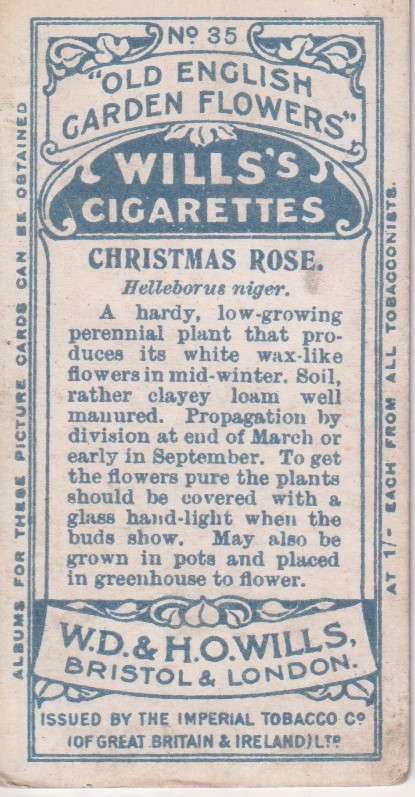 No 35
"OLD ENGLISH
GARDEN FLOWERS"
WILLS'S
CIGARETTES
CHRISTMAS ROSE.
Helleborus niger.
A hardy, low-growing
perennial plant that pro-
duces its white wax-like
flowers in mid-winter. Soil,
rather clayey loam well
manured. Propagation by
division at end of March or
early in September. To get
the flowers pure the plants
should be covered with a
glass hand-light when the
buds show. May also be
grown in pots and placed
in greenhouse to flower.
W.D. & H.O. WILLS,
BRISTOL & LONDON.
ISSUED BY THE IMPERIAL TOBACCO Co
(OF GREAT BRITAIN & IRELAND) LTD
ALBUMS FOR THESE PICTURE CARDS CAN BE OBTAINED
AT 1/- EACH FROM ALL TOBACCONISTS.